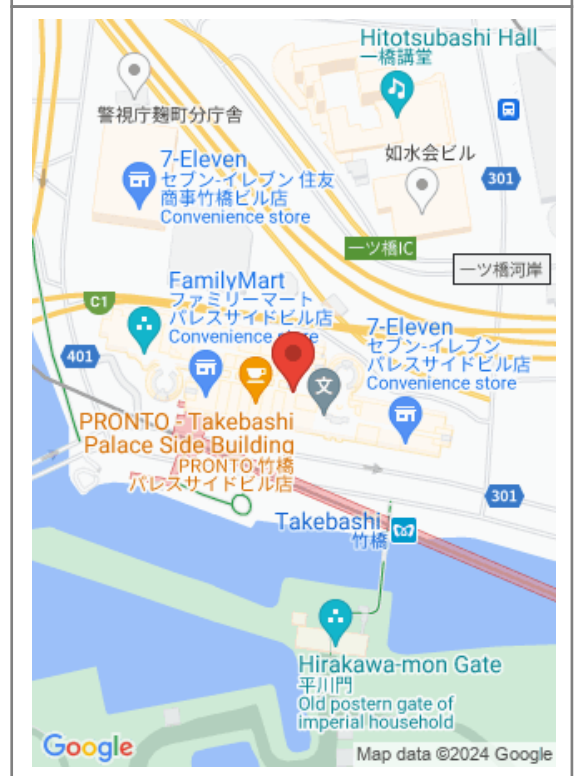 Hitotsubashi Hall
一橋講堂
警視庁麹町分庁舎
7-Eleven
セブン-イレブン 住友
商事竹橋ビル店
Convenience store
如水会ビル
301
一ツ橋IC
一ツ橋河岸
FamilyMart
ファミリーマート
パレスサイドビル店
Convenience store
C1
7-Eleven
セブン-イレブン
パレスサイドビル店
Convenience store
401
文
PRONTO - Takebashi
Palace Side Building
PRONTO 竹橋
パレスサイドビル店
301
Takebashi
竹橋
Hirakawa-mon Gate
平川門
Old postern gate of
imperial household
Google
Map data ©2024 Google